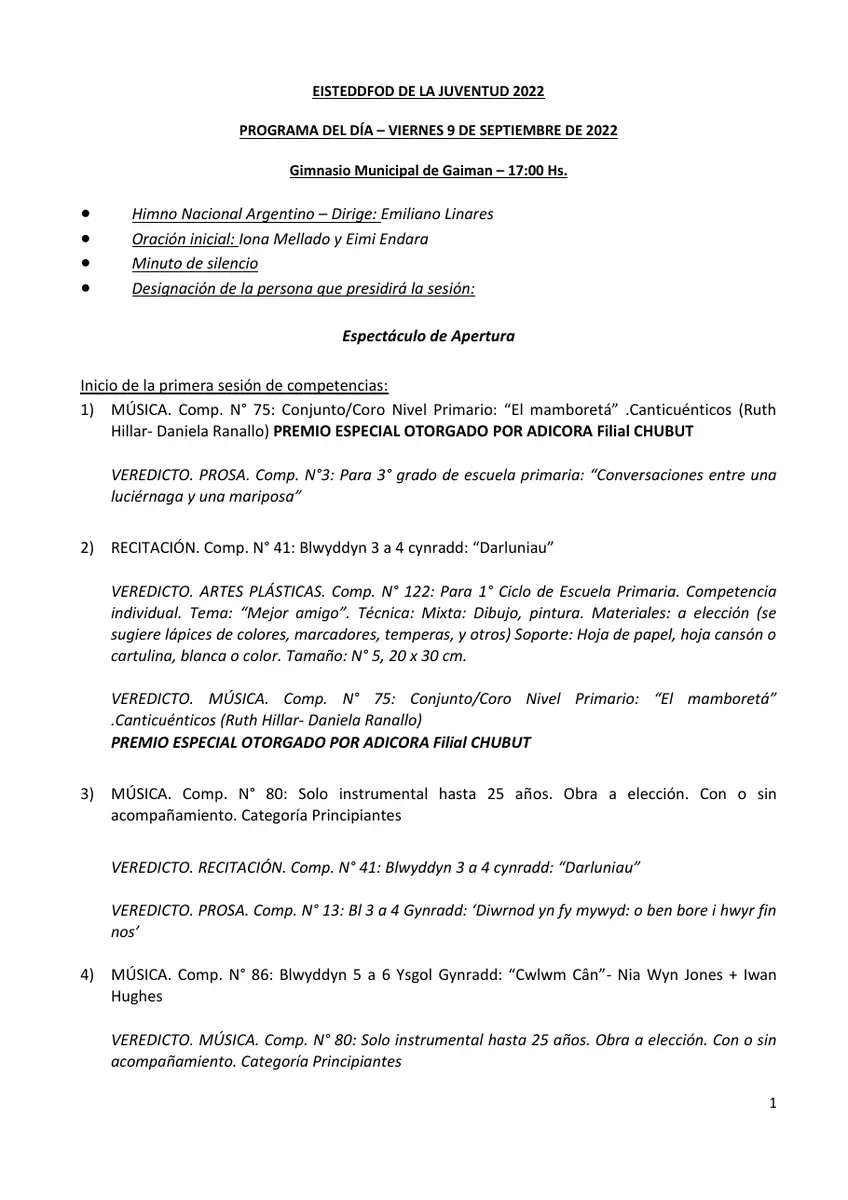 EISTEDDFOD DE LA JUVENTUD 2022
PROGRAMA DEL DÍA – VIERNES 9 DE SEPTIEMBRE DE 2022
Gimnasio Municipal de Gaiman – 17:00 Hs.
● Himno Nacional Argentino – Dirige: Emiliano Linares
● Oración inicial: Iona Mellado y Eimi Endara
● Minuto de silencio
● Designación de la persona que presidirá la sesión:
Espectáculo de Apertura
Inicio de la primera sesión de competencias:
1) MÚSICA. Comp. N° 75: Conjunto/Coro Nivel Primario: “El mamboretá” .Canticuénticos (Ruth
Hillar- Daniela Ranallo) PREMIO ESPECIAL OTORGADO POR ADICORA Filial CHUBUT
VEREDICTO. PROSA. Comp. N°3: Para 3° grado de escuela primaria: “Conversaciones entre una
luciérnaga y una mariposa”
2) RECITACIÓN. Comp. N° 41: Blwyddyn 3 a 4 cynradd: “Darluniau”
VEREDICTO. ARTES PLÁSTICAS. Comp. N° 122: Para 1° Ciclo de Escuela Primaria. Competencia
individual. Tema: “Mejor amigo”. Técnica: Mixta: Dibujo, pintura. Materiales: a elección (se
sugiere lápices de colores, marcadores, temperas, y otros) Soporte: Hoja de papel, hoja cansón o
cartulina, blanca o color. Tamaño: N° 5, 20 x 30 cm.
VEREDICTO. MÚSICA. Comp. N° 75: Conjunto/Coro Nivel Primario: “El mamboretá”
.Canticuénticos (Ruth Hillar- Daniela Ranallo)
PREMIO ESPECIAL OTORGADO POR ADICORA Filial CHUBUT
3) MÚSICA. Comp. N° 80: Solo instrumental hasta 25 años. Obra a elección. Con o sin
acompañamiento. Categoría Principiantes
VEREDICTO. RECITACIÓN. Comp. N° 41: Blwyddyn 3 a 4 cynradd: “Darluniau”
VEREDICTO. PROSA. Comp. N° 13: Bl 3 a 4 Gynradd: ‘Diwrnod yn fy mywyd: o ben bore i hwyr fin
nos’
4) MÚSICA. Comp. N° 86: Blwyddyn 5 a 6 Ysgol Gynradd: “Cwlwm Cân”- Nia Wyn Jones + Iwan
Hughes
VEREDICTO. MÚSICA. Comp. N° 80: Solo instrumental hasta 25 años. Obra a elección. Con o sin
acompañamiento. Categoría Principiantes
1